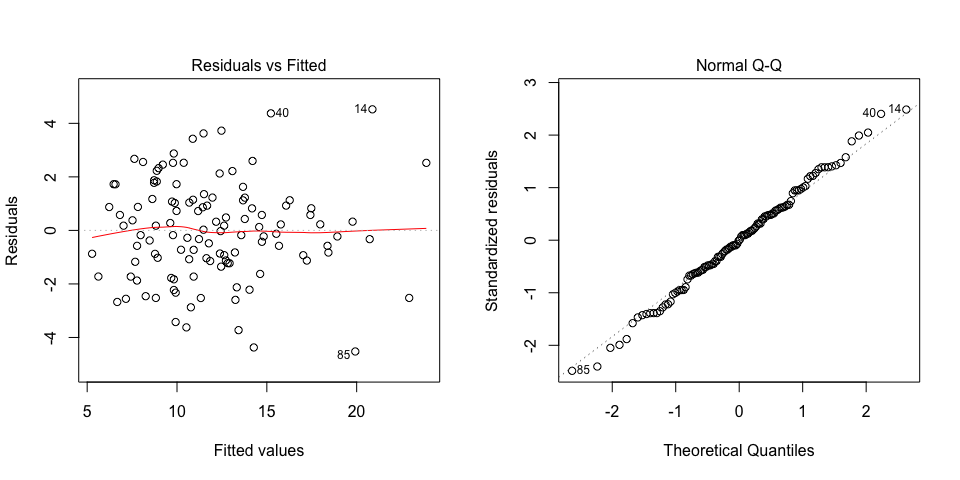 Residuals vs Fitted
Residuals
4
2
0
-2
-4
40
14
85
5 10 15 20
Fitted values
Normal Q-Q
Standardized residuals
3
2
1
0
-1
-2
40
14
85
-2 -1 0 1 2
Theoretical Quantiles